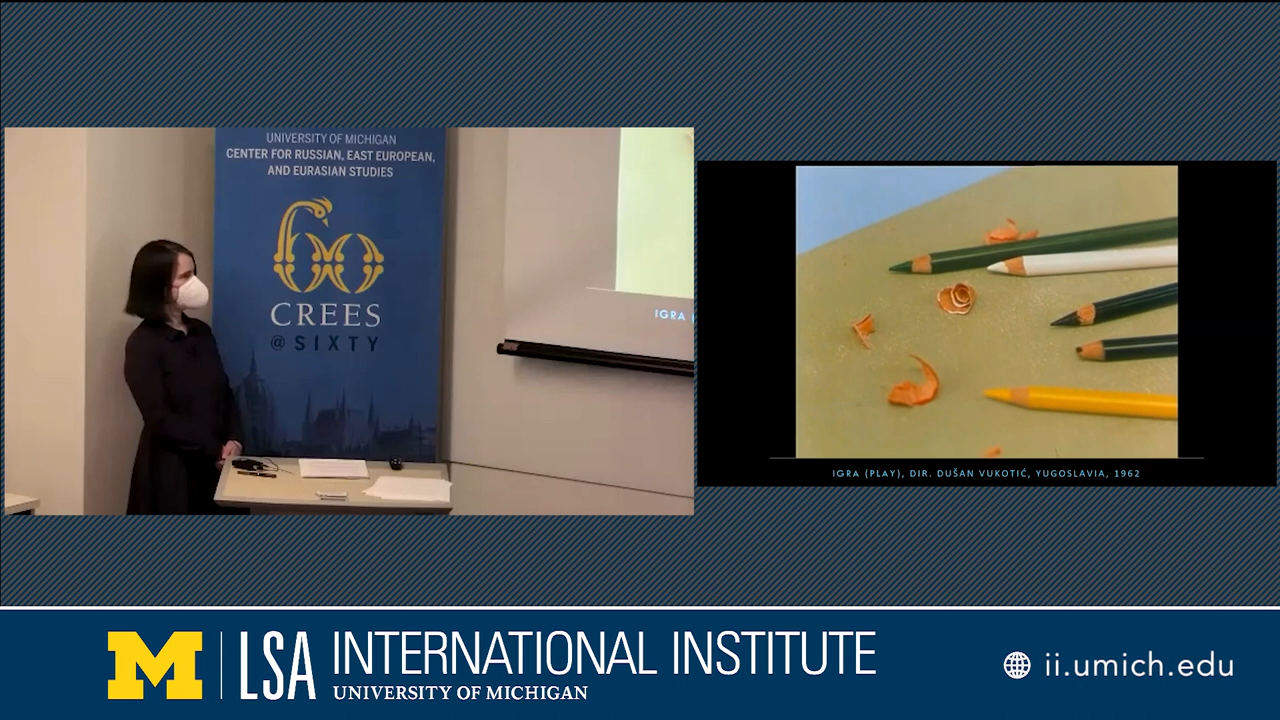 UNIVERSITY OF MICHIGAN
CENTER FOR RUSSIAN, EAST EUROPEAN,
AND EURASIAN STUDIES
60
CREES
@ SIXTY
IGRA (
IGRA (PLAY), DIR. DUŠAN VUKOTIĆ, YUGOSLAVIA, 1962
M LSA INTERNATIONAL INSTITUTE
UNIVERSITY OF MICHIGAN
ii.umich.edu